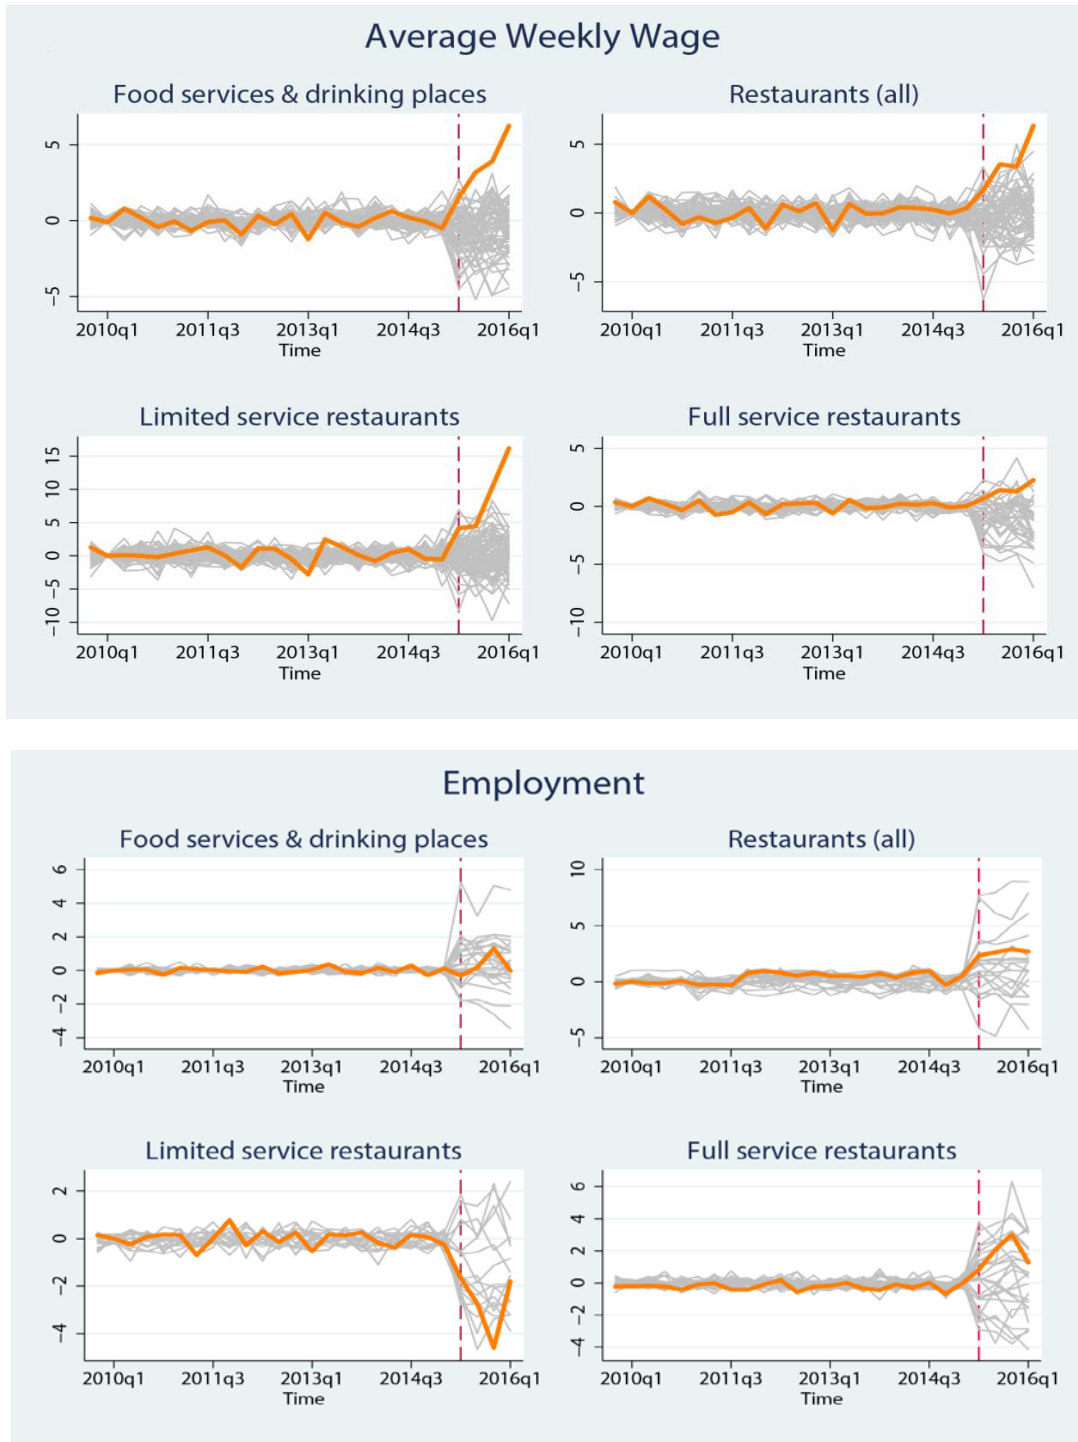 Average Weekly Wage
Food services & drinking places
5
0
−5
2010q1 2011q3 2013q1 2014q3 2016q1
Time
Restaurants (all)
5
0
−5
2010q1 2011q3 2013q1 2014q3 2016q1
Time
Limited service restaurants
15
10
5
0
−5
−10
2010q1 2011q3 2013q1 2014q3 2016q1
Time
Full service restaurants
5
0
−5
−10
2010q1 2011q3 2013q1 2014q3 2016q1
Time
Employment
Food services & drinking places
6
4
2
0
−2
−4
2010q1 2011q3 2013q1 2014q3 2016q1
Time
Restaurants (all)
10
5
0
−5
2010q1 2011q3 2013q1 2014q3 2016q1
Time
Limited service restaurants
2
0
−2
−4
2010q1 2011q3 2013q1 2014q3 2016q1
Time
Full service restaurants
6
4
2
0
−2
−4
2010q1 2011q3 2013q1 2014q3 2016q1
Time